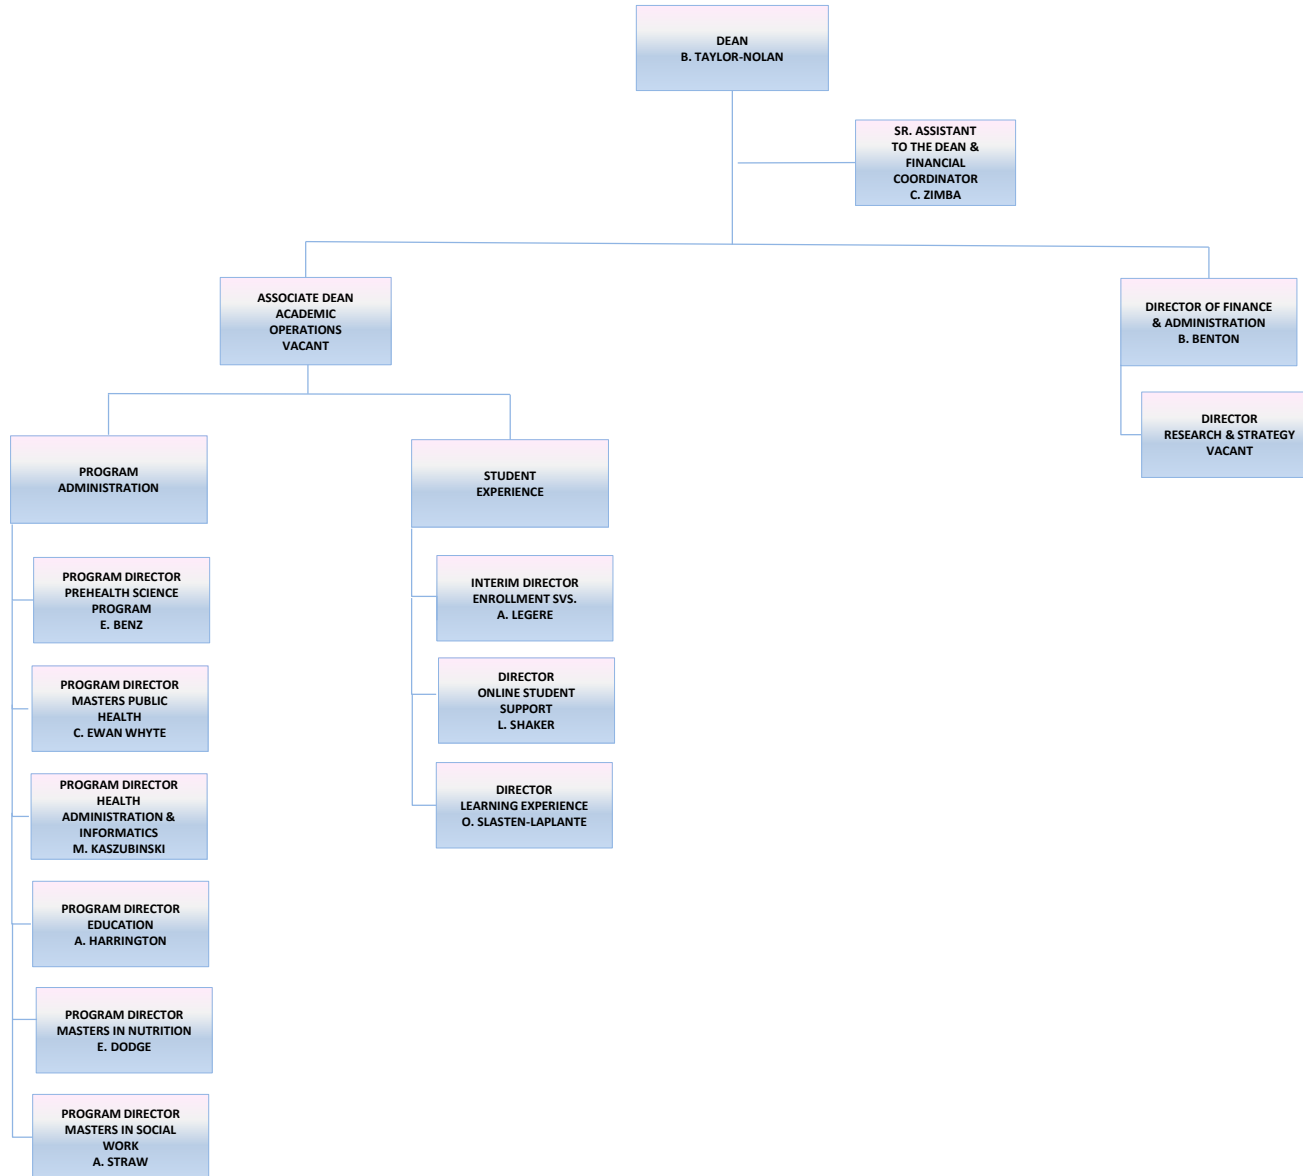 DEAN
B. TAYLOR-NOLAN
SR. ASSISTANT
TO THE DEAN &
FINANCIAL
COORDINATOR
C. ZIMBA
ASSOCIATE DEAN
ACADEMIC
OPERATIONS
VACANT
DIRECTOR OF FINANCE
& ADMINISTRATION
B. BENTON
DIRECTOR
RESEARCH & STRATEGY
VACANT
PROGRAM
ADMINISTRATION
STUDENT
EXPERIENCE
PROGRAM DIRECTOR
PREHEALTH SCIENCE
PROGRAM
E. BENZ
PROGRAM DIRECTOR
MASTERS PUBLIC
HEALTH
C. EWAN WHYTE
PROGRAM DIRECTOR
HEALTH
ADMINISTRATION &
INFORMATICS
M. KASZUBINSKI
PROGRAM DIRECTOR
EDUCATION
A. HARRINGTON
PROGRAM DIRECTOR
MASTERS IN NUTRITION
E. DODGE
PROGRAM DIRECTOR
MASTERS IN SOCIAL
WORK
A. STRAW
INTERIM DIRECTOR
ENROLLMENT SVS.
A. LEGERE
DIRECTOR
ONLINE STUDENT
SUPPORT
L. SHAKER
DIRECTOR
LEARNING EXPERIENCE
O. SLASTEN-LAPLANTE